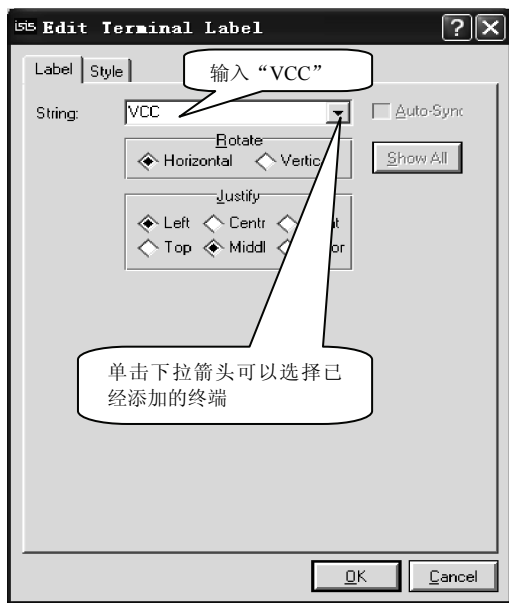 isis Edit Terminal Label
Label Style
输入“VCC”
String: VCC Auto-Sync
Rotate
Horizontal Show All
Justify
Left Centr
Top Middl
单击下拉箭头可以选择已
经添加的终端
OK Cancel